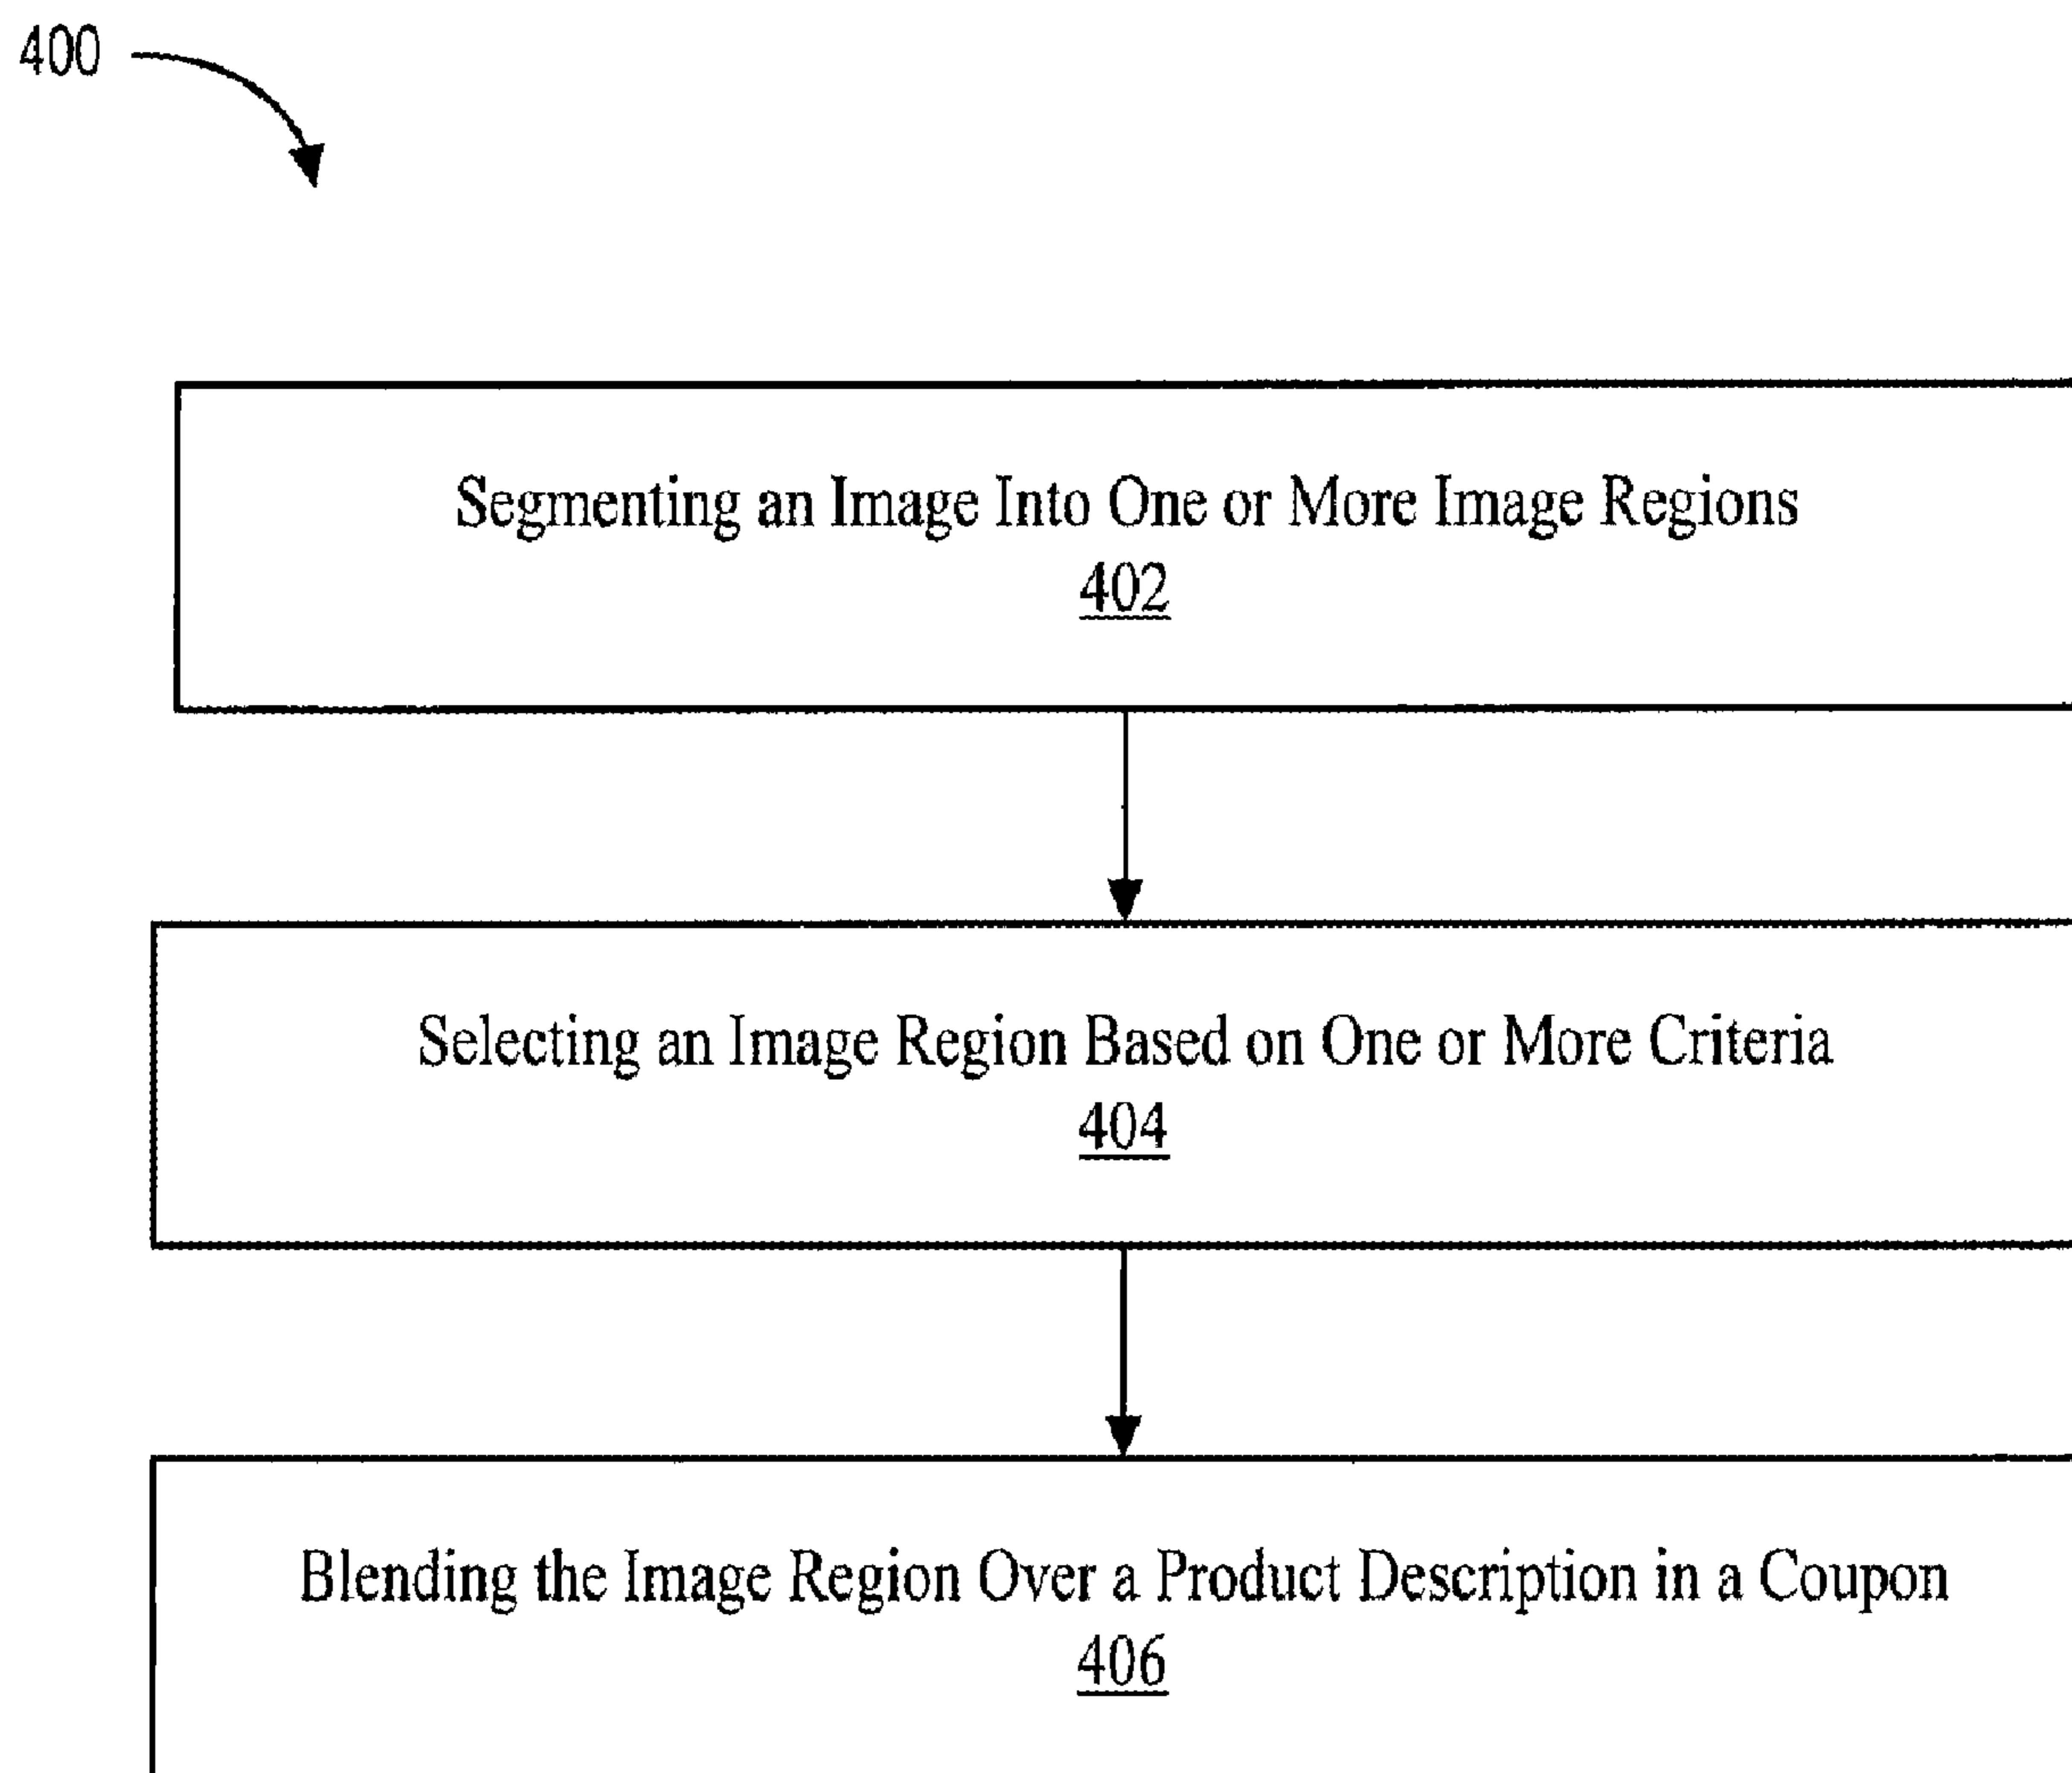 400
Segmenting an Image Into One or More Image Regions
402
Selecting an Image Region Based on One or More Criteria
404
Blending the Image Region Over a Product Description in a Coupon
406